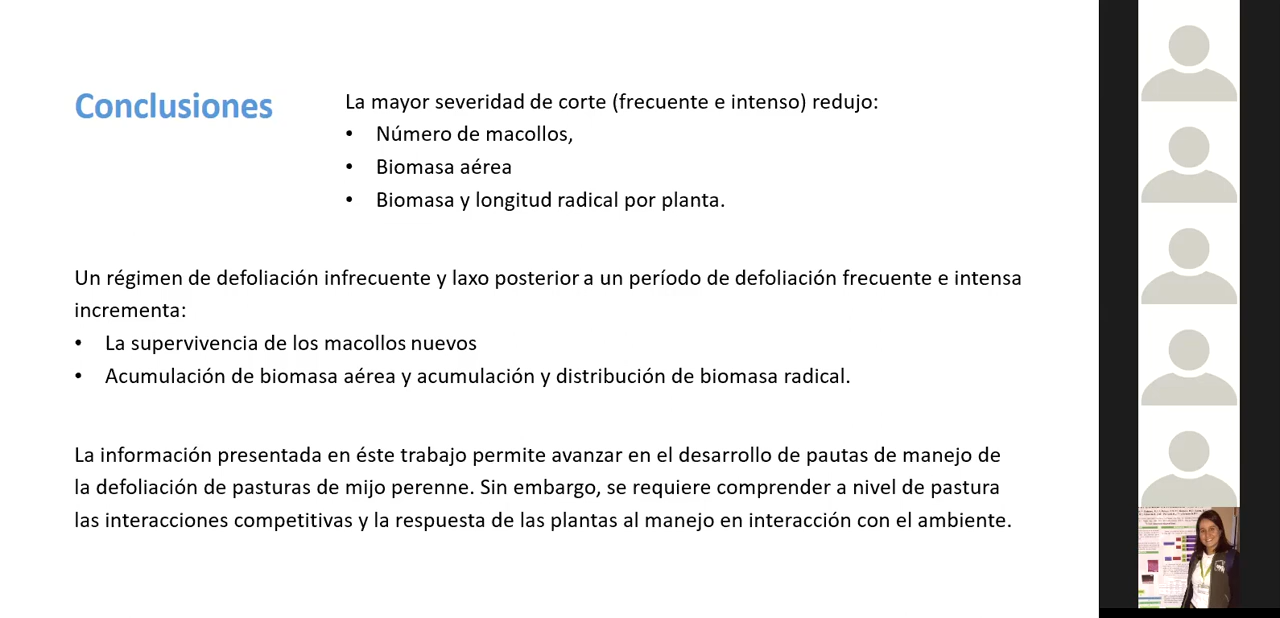 Conclusiones
La mayor severidad de corte (frecuente e intenso) redujo:
• Número de macollos,
• Biomasa aérea
• Biomasa y longitud radical por planta.
Un régimen de defoliación infrecuente y laxo posterior a un período de defoliación frecuente e intensa
incrementa:
• La supervivencia de los macollos nuevos
• Acumulación de biomasa aérea y acumulación y distribución de biomasa radical.
La información presentada en éste trabajo permite avanzar en el desarrollo de pautas de manejo de
la defoliación de pasturas de mijo perenne. Sin embargo, se requiere comprender a nivel de pastura
las interacciones competitivas y la respuesta de las plantas al manejo en interacción con el ambiente.